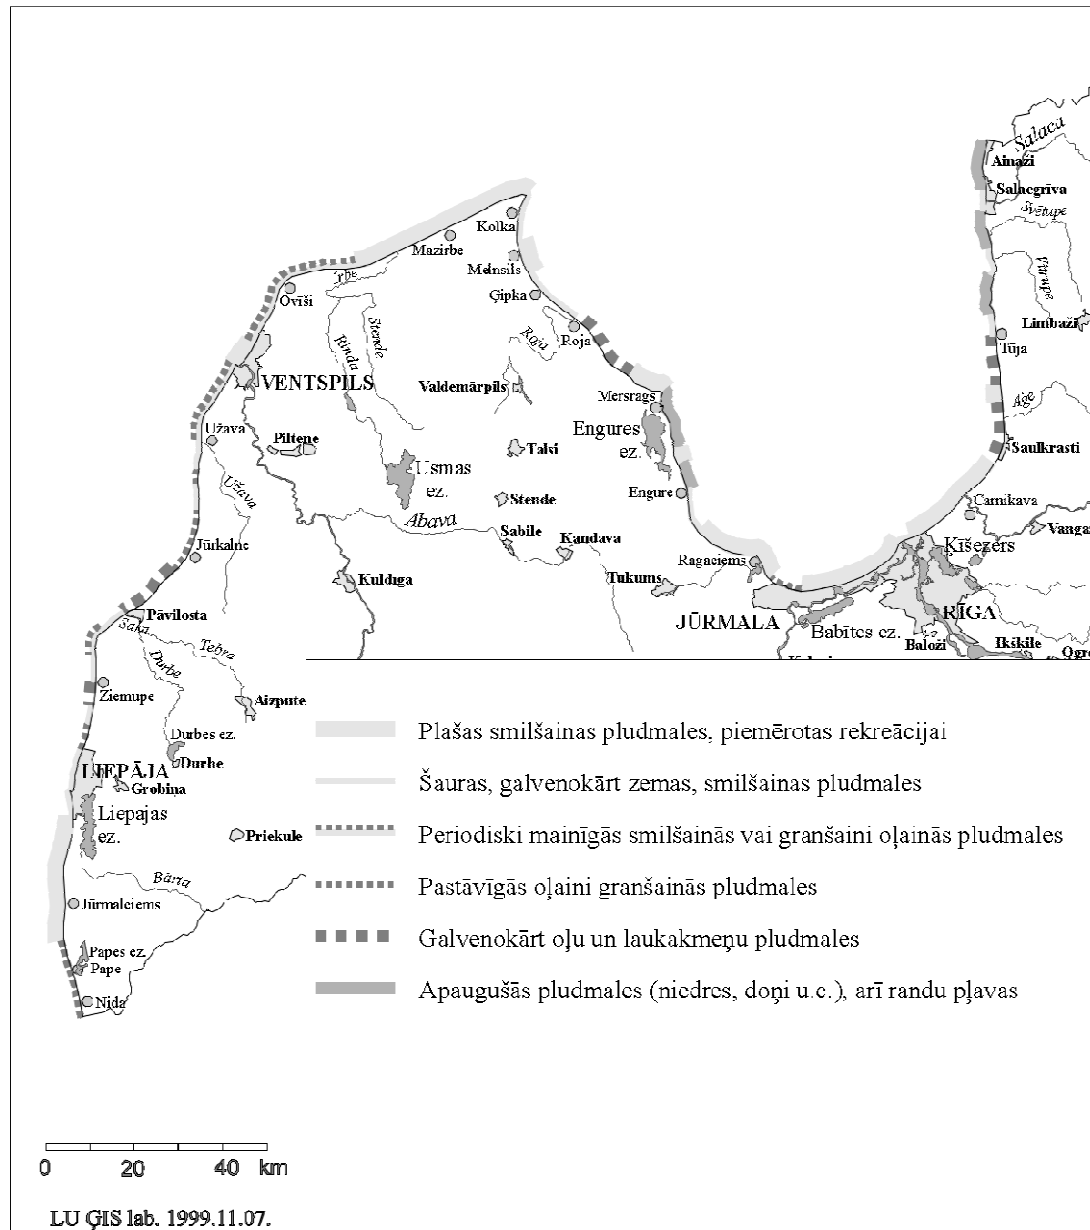 Salaca
Ainaži
Salacgrīva
Svētupe
Vitrupe
Limbaži
Tūja
Aģe
Saulkrasti
Carnikava
Vanga
Ķīšezers
RĪGA
Ikšķile
Ogre
Baloži
Babītes ez.
JŪRMALA
Ragaciems
Tukums
Kandava
Sabile
Abava
Stende
Engure
Engures
ez.
Mērsrags
Talsi
Valdemārpils
Roja
Roja
Ģipka
Melnsils
Kolka
Mazirbe
Irbe
Ovīši
Stende
Rinda
VENTSPILS
Užava
Piltene
Usmas
ez.
Užava
Jūrkalne
Kuldīga
Pāvilosta
Saka
Tebra
Durbe
Ziemupe
Aizpute
Durbes ez.
Durbe
LIEPĀJA
Grobiņa
Liepājas
ez.
Priekule
Bārta
Jūrmalciems
Papes ez.
Pape
Nida
Plašas smilšainas pludmales, piemērotas rekreācijai
Šauras, galvenokārt zemas, smilšainas pludmales
Periodiski mainīgās smilšainās vai granšaini oļainās pludmales
Pastāvīgās oļaini granšainās pludmales
Galvenokārt oļu un laukakmeņu pludmales
Apaugušās pludmales (niedres, doņi u.c.), arī randu pļavas
0 20 40 km
LU ĢIS lab. 1999.11.07.